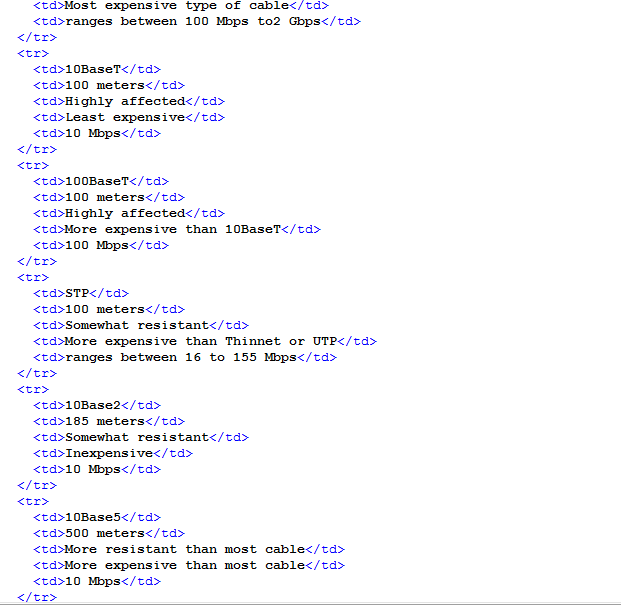 <td>Most expensive type of cable</td>
<td>ranges between 100 Mbps to2 Gbps</td>
</tr>
<tr>
<td>10BaseT</td>
<td>100 meters</td>
<td>Highly affected</td>
<td>Least expensive</td>
<td>10 Mbps</td>
</tr>
<tr>
<td>100BaseT</td>
<td>100 meters</td>
<td>Highly affected</td>
<td>More expensive than 10BaseT</td>
<td>100 Mbps</td>
</tr>
<tr>
<td>STP</td>
<td>100 meters</td>
<td>Somewhat resistant</td>
<td>More expensive than Thinnet or UTP</td>
<td>ranges between 16 to 155 Mbps</td>
</tr>
<tr>
<td>10Base2</td>
<td>185 meters</td>
<td>Somewhat resistant</td>
<td>Inexpensive</td>
<td>10 Mbps</td>
</tr>
<tr>
<td>10Base5</td>
<td>500 meters</td>
<td>More resistant than most cable</td>
<td>More expensive than most cable</td>
<td>10 Mbps</td>
</tr>